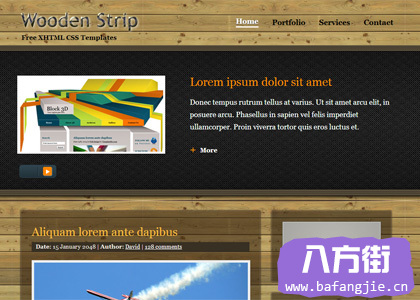 Wooden Strip
Free XHTML CSS Templates
Home Portfolio Services Contact
Lorem ipsum dolor sit amet
Donec tempus rutrum tellus at varius. Ut sit amet arcu elit, in
posuere arcu. Phasellus in sapien vel felis imperdiet
ullamcorper. Proin viverra tortor quis eros luctus et.
+ More
Block 3D
Aliquam lorem ante dapibus
Date: 15 January 2048 | Author: David | 128 comments
八方街
www.bafangjie.cn